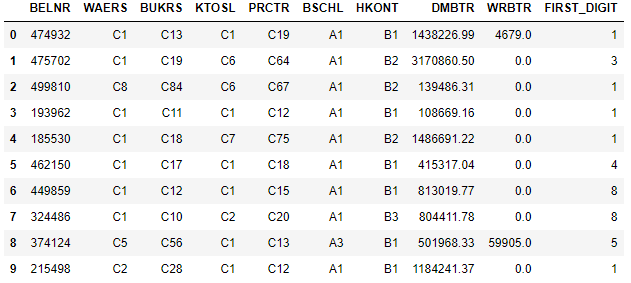 BELNR WAERS BUKRS KTOSL PRCTR BSCHL HKONT DMBTR WRBTR FIRST_DIGIT
0 474932 C1 C13 C1 C19 A1 B1 1438226.99 4679.0 1
1 475702 C1 C19 C6 C64 A1 B2 3170860.50 0.0 3
2 499810 C8 C84 C6 C67 A1 B2 139486.31 0.0 1
3 193962 C1 C11 C1 C12 A1 B1 108669.16 0.0 1
4 185530 C1 C18 C7 C75 A1 B2 1486691.22 0.0 1
5 462150 C1 C17 C1 C18 A1 B1 415317.04 0.0 4
6 449859 C1 C12 C1 C15 A1 B1 813019.77 0.0 8
7 324486 C1 C10 C2 C20 A1 B3 804411.78 0.0 8
8 374124 C5 C56 C1 C13 A3 B1 501968.33 59905.0 5
9 215498 C2 C28 C1 C12 A1 B1 1184241.37 0.0 1